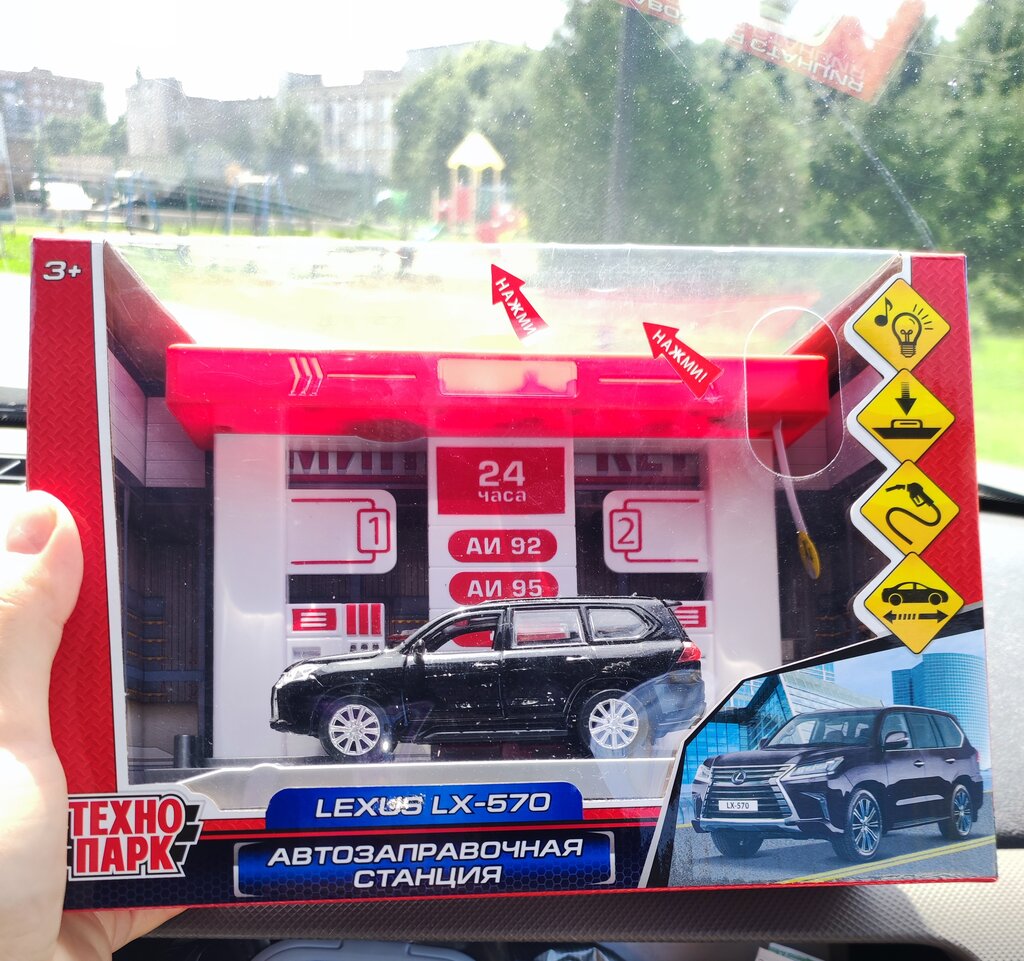 3+
НАЖМИ!
НАЖМИ!
24
часа
1
2
АИ 92
АИ 95
LX-570
LEXUS LX-570
ТЕХНО
ПАРК
АВТОЗАПРАВОЧНАЯ
СТАНЦИЯ